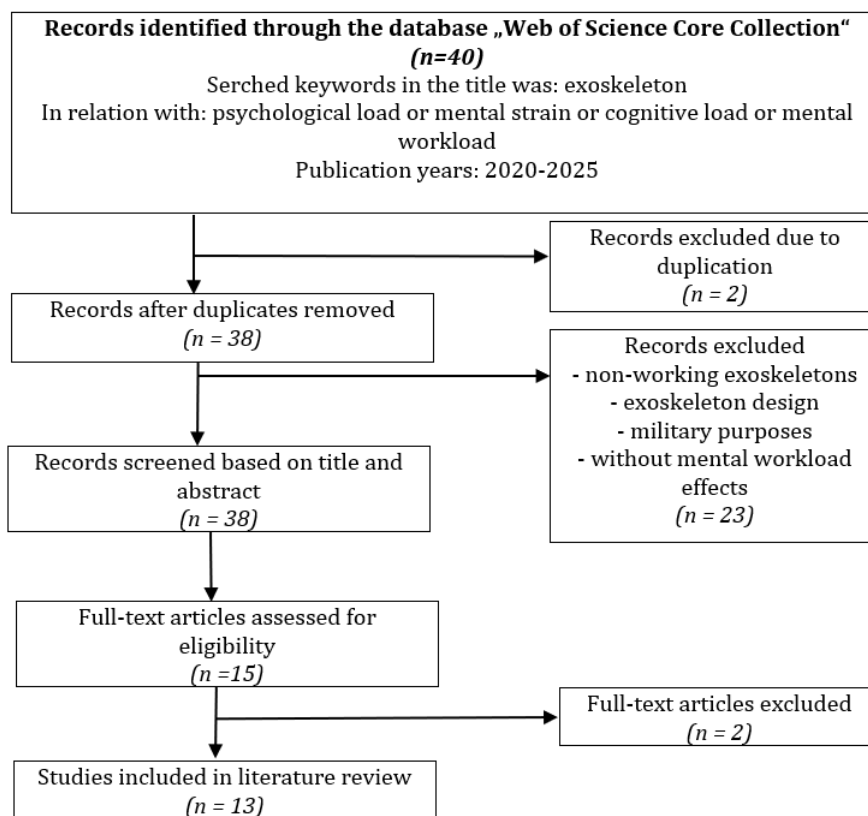 Records identified through the database „Web of Science Core Collection“
(n=40)
Serched keywords in the title was: exoskeleton
In relation with: psychological load or mental strain or cognitive load or mental
workload
Publication years: 2020-2025
Records excluded due to
duplication
(n = 2)
Records after duplicates removed
(n = 38)
Records excluded
- non-working exoskeletons
- exoskeleton design
- military purposes
- without mental workload
effects
(n = 23)
Records screened based on title and
abstract
(n = 38)
Full-text articles assessed for
eligibility
(n =15)
Full-text articles excluded
(n = 2)
Studies included in literature review
(n = 13)